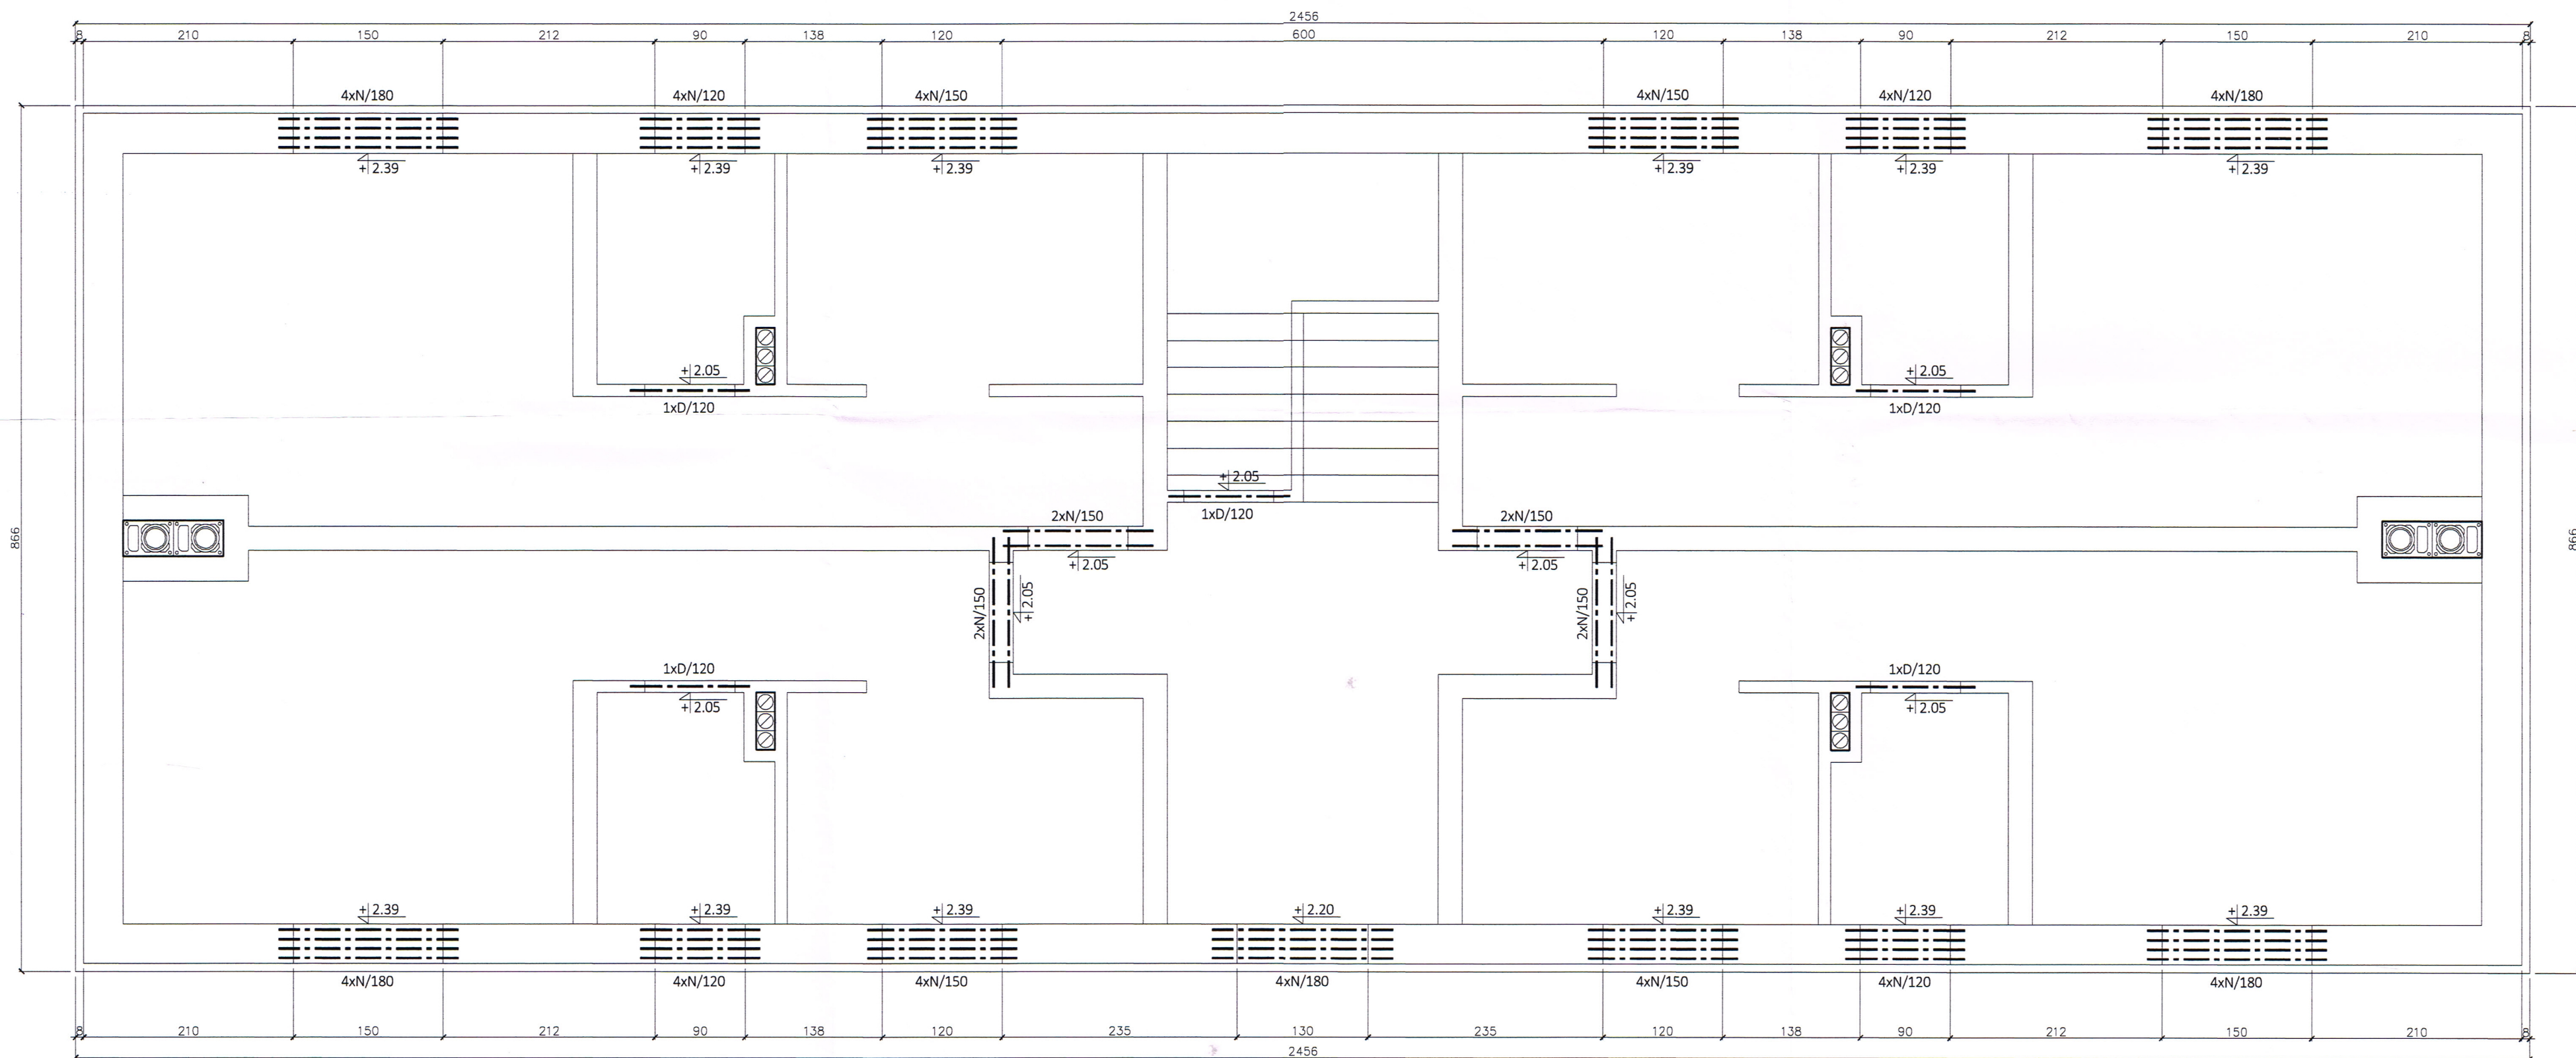 2456
8 210 150 212 90 138 120 600 120 138 90 212 150 210 8
4xN/180 4xN/120 4xN/150 4xN/150 4xN/120 4xN/180
+2.39 +2.39 +2.39 +2.39 +2.39 +2.39
+2.05 +2.05
1xD/120 1xD/120
+2.05
2xN/150 1xD/120 2xN/150
866 866
+2.05 +2.05
2xN/150 +2.05 2xN/150 +2.05
1xD/120 1xD/120
+2.05 +2.05
+2.39 +2.39 +2.39 +2.20 +2.39 +2.39 +2.39
4xN/180 4xN/120 4xN/150 4xN/180 4xN/150 4xN/120 4xN/180
8 210 150 212 90 138 120 235 130 235 120 138 90 212 150 210 8
2456